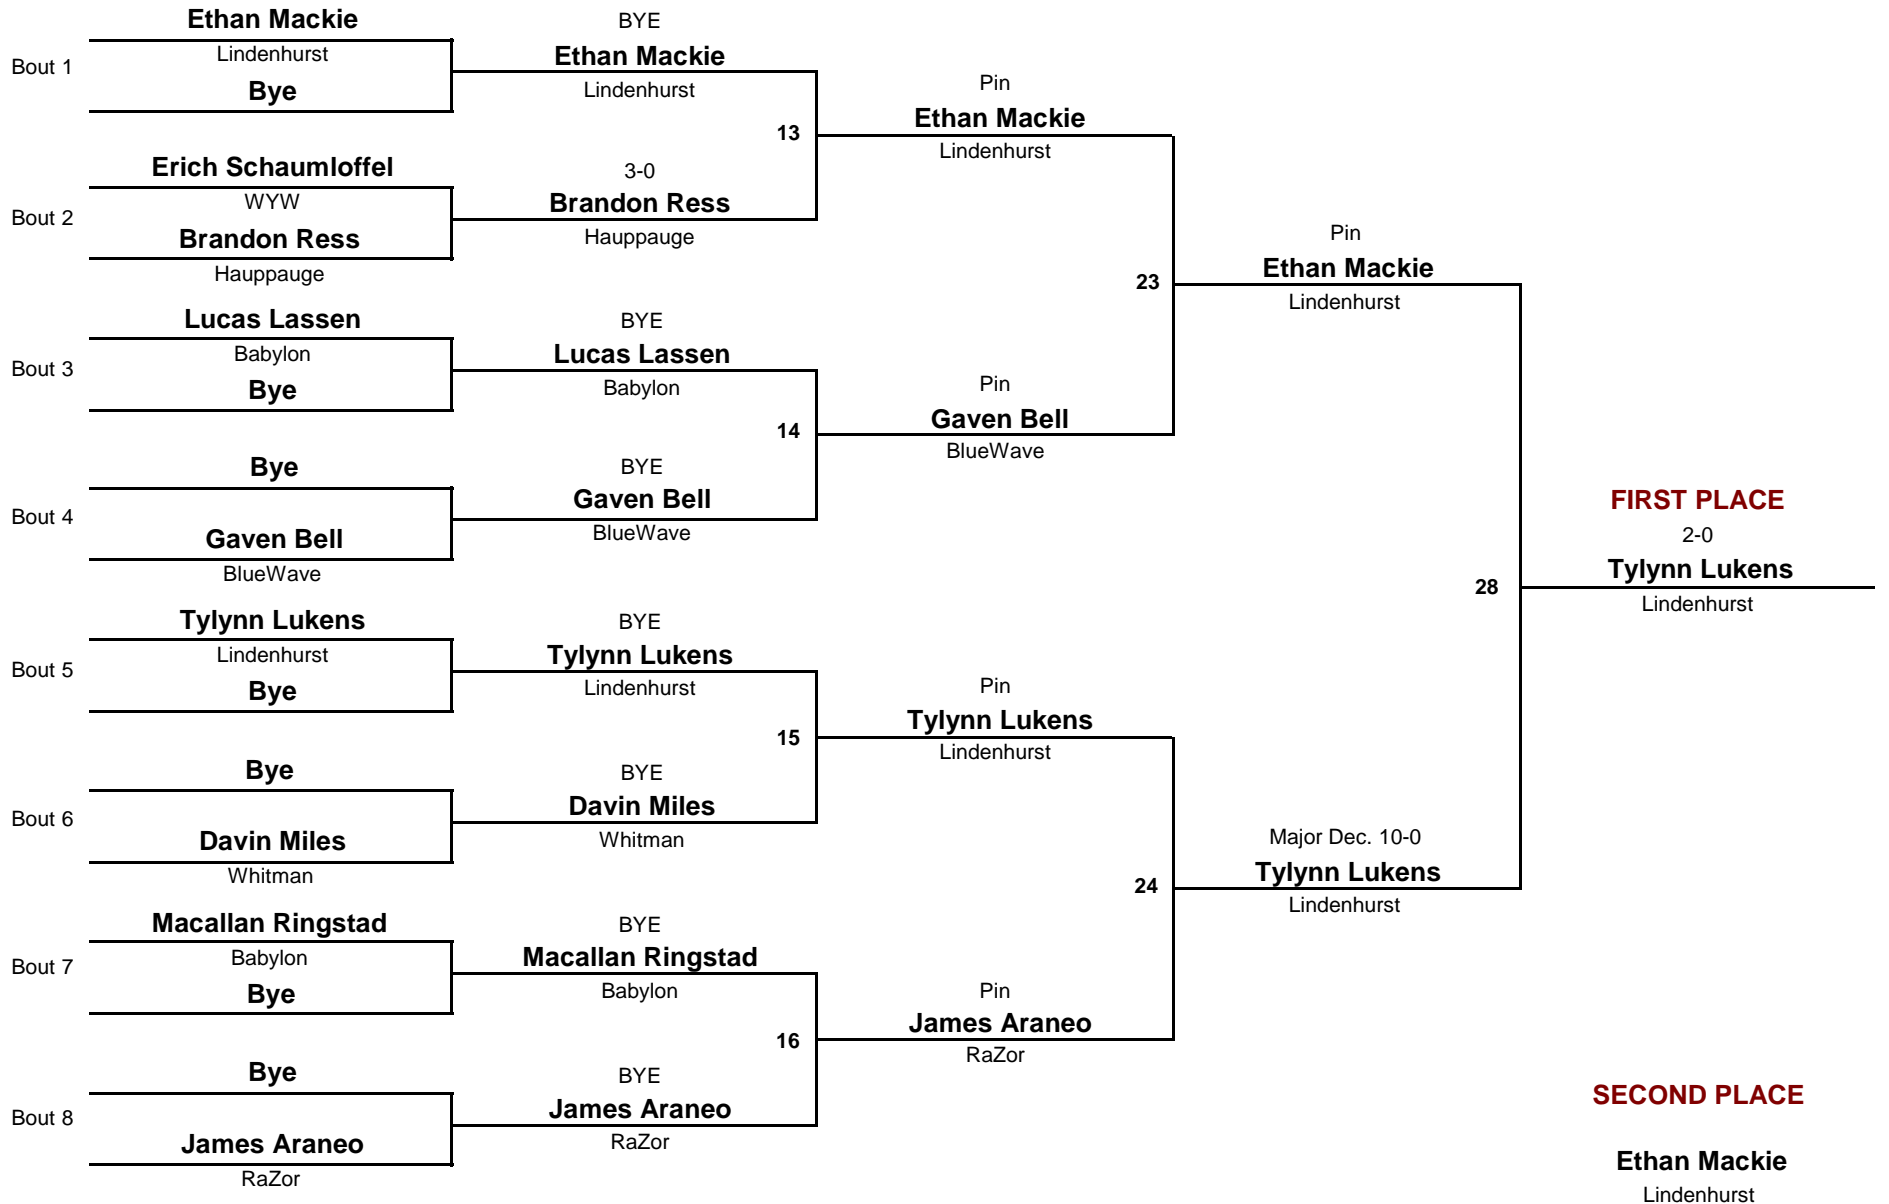 Ethan Mackie
Bout 1
Lindenhurst
Bye
Erich Schaumloffel
Bout 2
WYW
Brandon Ress
Hauppauge
Lucas Lassen
Bout 3
Babylon
Bye
Bye
Bout 4
Gaven Bell
BlueWave
Tylynn Lukens
Bout 5
Lindenhurst
Bye
Bye
Bout 6
Davin Miles
Whitman
Macallan Ringstad
Bout 7
Babylon
Bye
Bye
Bout 8
James Araneo
RaZor
BYE
Ethan Mackie
Lindenhurst
13
3-0
Brandon Ress
Hauppauge
BYE
Lucas Lassen
Babylon
14
BYE
Gaven Bell
BlueWave
BYE
Tylynn Lukens
Lindenhurst
15
BYE
Davin Miles
Whitman
BYE
Macallan Ringstad
Babylon
16
BYE
James Araneo
RaZor
Pin
Ethan Mackie
Lindenhurst
23
Pin
Gaven Bell
BlueWave
Pin
Tylynn Lukens
Lindenhurst
24
Pin
James Araneo
RaZor
Pin
Ethan Mackie
Lindenhurst
28
Major Dec. 10-0
Tylynn Lukens
Lindenhurst
FIRST PLACE
2-0
Tylynn Lukens
Lindenhurst
SECOND PLACE
Ethan Mackie
Lindenhurst